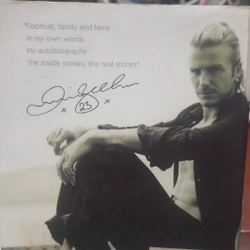 "Football, family and fame
In my own words
My autobiography
The inside stories; the real stories"
x 23 x